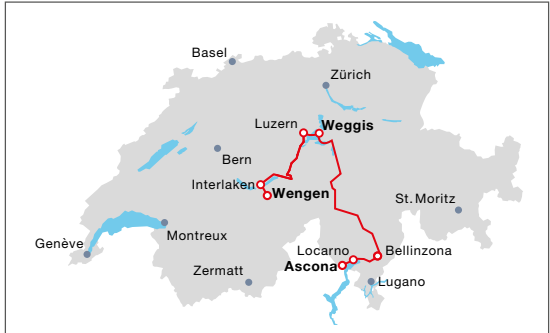 Basel
Zürich
Luzern
Weggis
Bern
Interlaken
Wengen
St. Moritz
Genève
Montreux
Locarno
Bellinzona
Ascona
Zermatt
Lugano